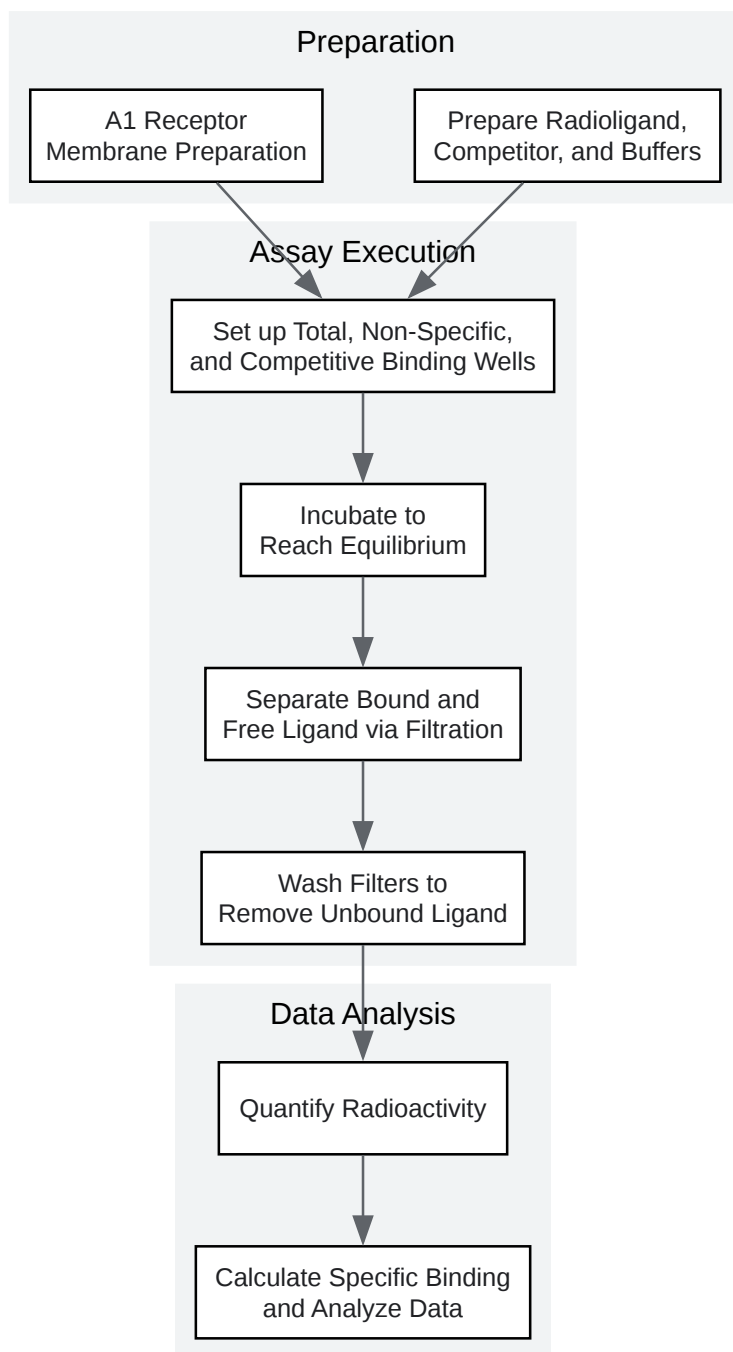 Preparation
A1 Receptor
Membrane Preparation
Prepare Radioligand,
Competitor, and Buffers
Assay Execution
Set up Total, Non-Specific,
and Competitive Binding Wells
Incubate to
Reach Equilibrium
Separate Bound and
Free Ligand via Filtration
Wash Filters to
Remove Unbound Ligand
Data Analysis
Quantify Radioactivity
Calculate Specific Binding
and Analyze Data